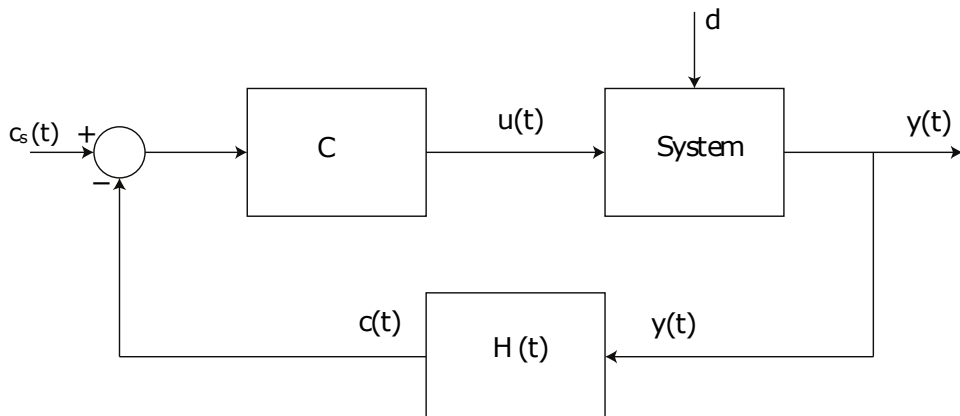 d
cₛ(t)
+
−
C
u(t)
System
y(t)
c(t)
H(t)
y(t)